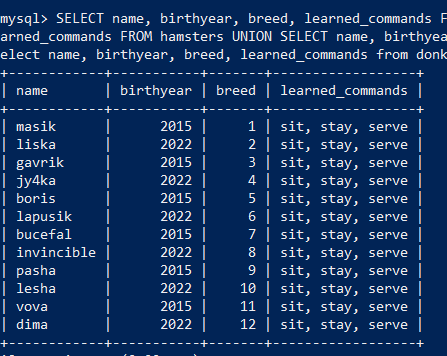 mysql> SELECT name, birthyear, breed, learned_commands F
arned_commands FROM hamsters UNION SELECT name, birthyea
elect name, birthyear, breed, learned_commands from donk
+------------+-----------+-------+------------------+
| name       | birthyear | breed | learned_commands |
+------------+-----------+-------+------------------+
| masik      |      2015 |     1 | sit, stay, serve |
| liska      |      2022 |     2 | sit, stay, serve |
| gavrik     |      2015 |     3 | sit, stay, serve |
| jy4ka      |      2022 |     4 | sit, stay, serve |
| boris      |      2015 |     5 | sit, stay, serve |
| lapusik    |      2022 |     6 | sit, stay, serve |
| bucefal    |      2015 |     7 | sit, stay, serve |
| invincible |      2022 |     8 | sit, stay, serve |
| pasha      |      2015 |     9 | sit, stay, serve |
| lesha      |      2022 |    10 | sit, stay, serve |
| vova       |      2015 |    11 | sit, stay, serve |
| dima       |      2022 |    12 | sit, stay, serve |
+------------+-----------+-------+------------------+